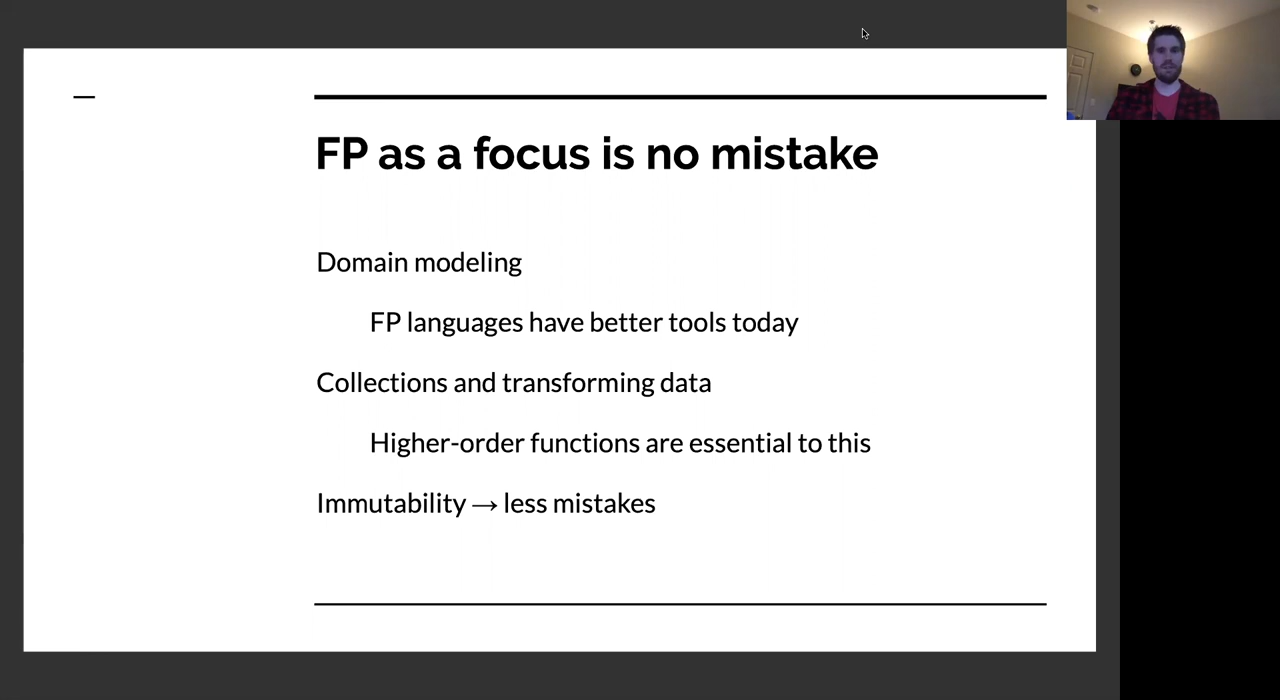 FP as a focus is no mistake
Domain modeling
FP languages have better tools today
Collections and transforming data
Higher-order functions are essential to this
Immutability → less mistakes